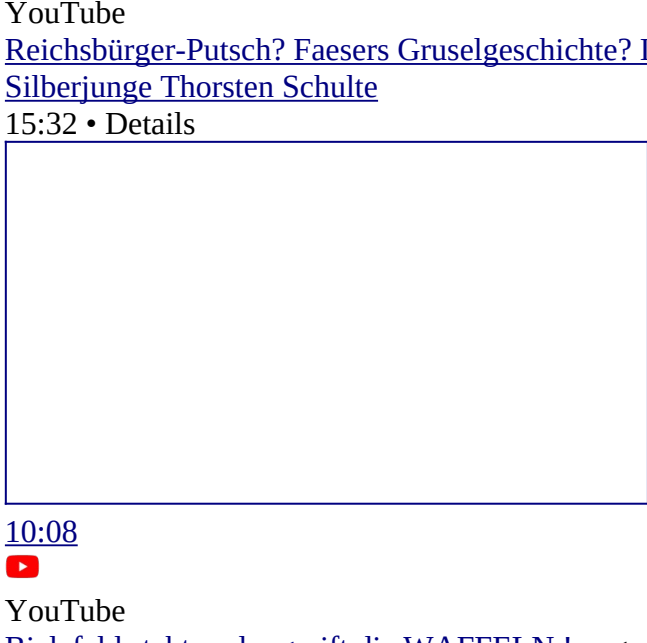 YouTube
Reichsbürger-Putsch? Faesers Gruselgeschichte?
Silberjunge Thorsten Schulte
15:32 • Details
10:08
YouTube